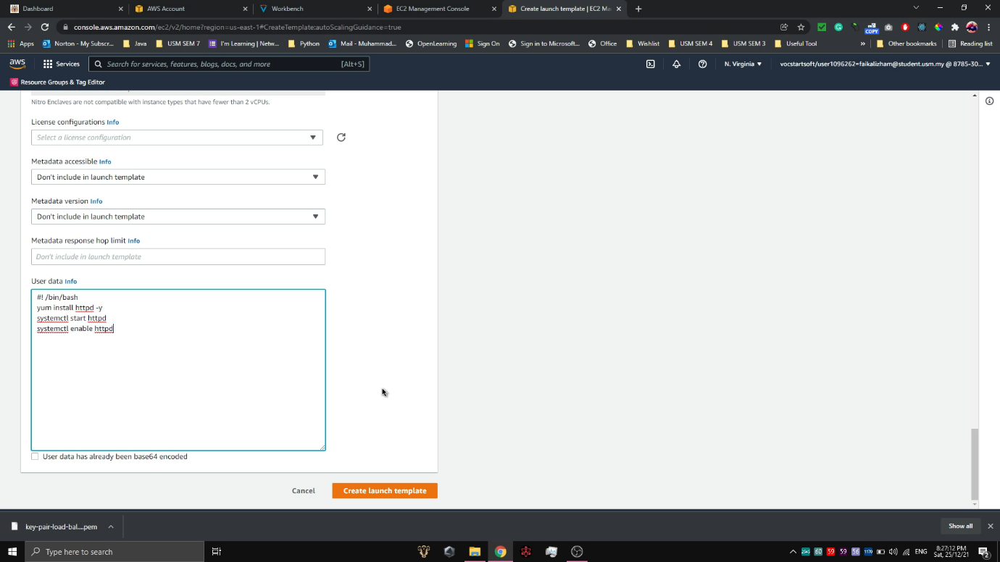 Dashboard
AWS Account
Workbench
EC2 Management Console
Create launch template | EC2 Ma
console.aws.amazon.com/ec2/v2/home?region=us-east-1#CreateTemplate:autoScalingGuidance=true
COPY
Apps
Norton - My Subscr...
Java
USM SEM 7
I'm Learning | Netw...
Python
Mail - Muhammad...
OpenLearning
Sign On
Sign in to Microsoft...
Office
Wishlist
USM SEM 4
USM SEM 3
Useful Tool
Other bookmarks
Reading list
aws
Services
Search for services, features, blogs, docs, and more
[Alt+S]
N. Virginia
vocstartsoft/user1096262=faikalizham@student.usm.my @ 8785-30...
Resource Groups & Tag Editor
Nitro Enclaves are not compatible with instance types that have fewer than 2 vCPUs.
License configurations Info
Select a license configuration
Metadata accessible Info
Don't include in launch template
Metadata version Info
Don't include in launch template
Metadata response hop limit Info
Don't include in launch template
User data Info
#! /bin/bash
yum install httpd -y
systemctl start httpd
systemctl enable httpd
User data has already been base64 encoded
Cancel
Create launch template
key-pair-load-bal....pem
Show all
Type here to search
2545
60
59
59
56
1170
ENG
8:27:12 PM
Sat, 25/12/21
2